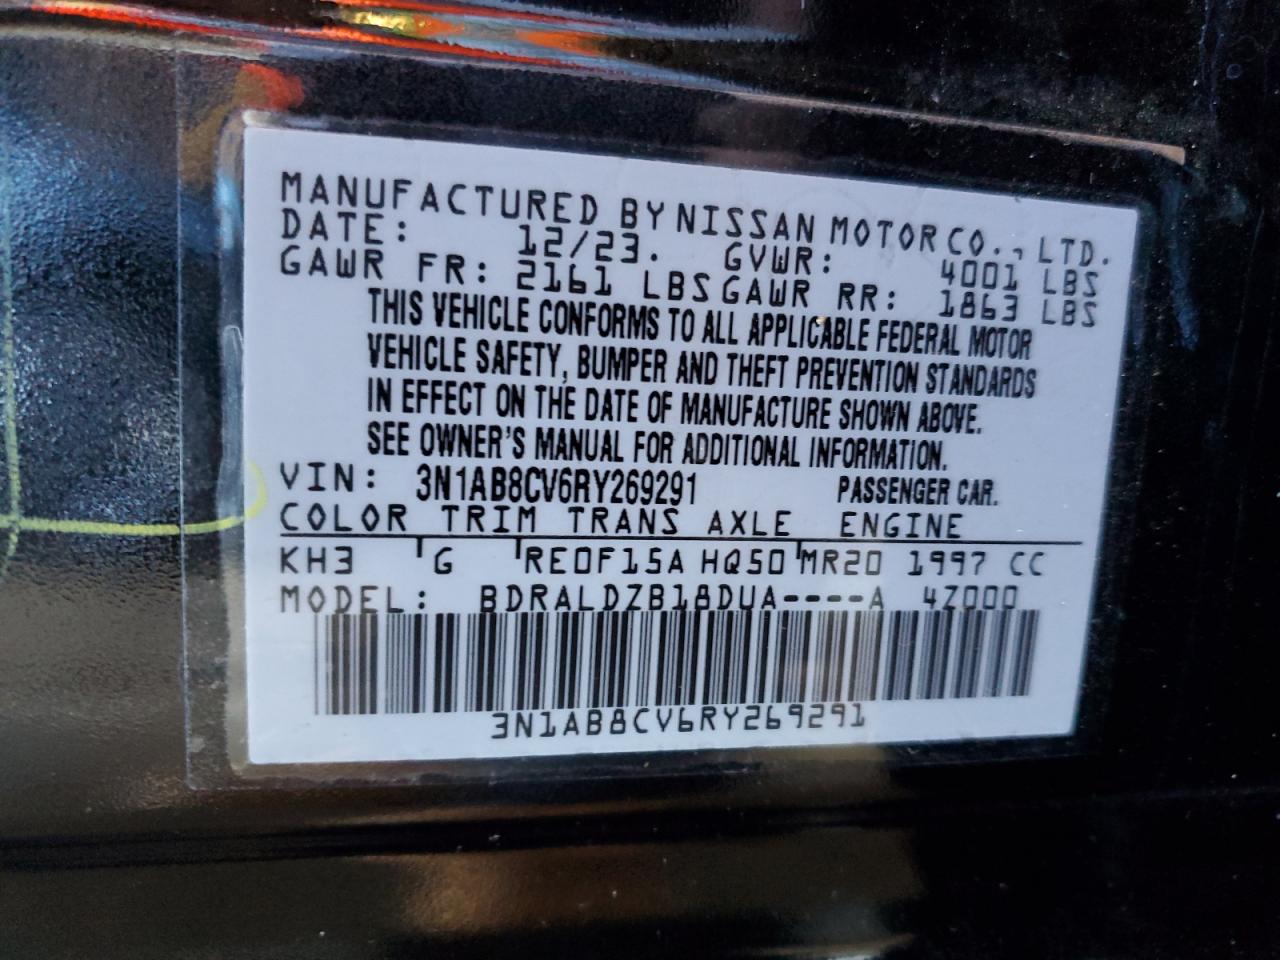 MANUFACTURED BY NISSAN MOTOR CO., LTD.
DATE: 12/23. GVWR: 4001 LBS
GAWR FR: 2161 LBS GAWR RR: 1863 LBS
THIS VEHICLE CONFORMS TO ALL APPLICABLE FEDERAL MOTOR
VEHICLE SAFETY, BUMPER AND THEFT PREVENTION STANDARDS
IN EFFECT ON THE DATE OF MANUFACTURE SHOWN ABOVE.
SEE OWNER'S MANUAL FOR ADDITIONAL INFORMATION.
VIN: 3N1AB8CV6RY269291 PASSENGER CAR.
COLOR TRIM TRANS AXLE ENGINE
KH3 G RE0F15A HQ50 MR20 1997 CC
MODEL: BDRALDZB18DUA----A 4Z000
3N1AB8CV6RY269291